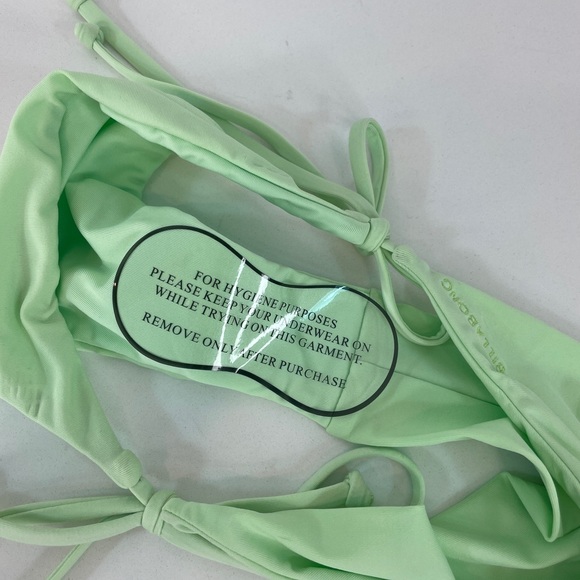 FOR HYGIENE PURPOSES
PLEASE KEEP YOUR UNDERWEAR ON
WHILE TRYING ON THIS GARMENT.
REMOVE ONLY AFTER PURCHASE
BILLABONG